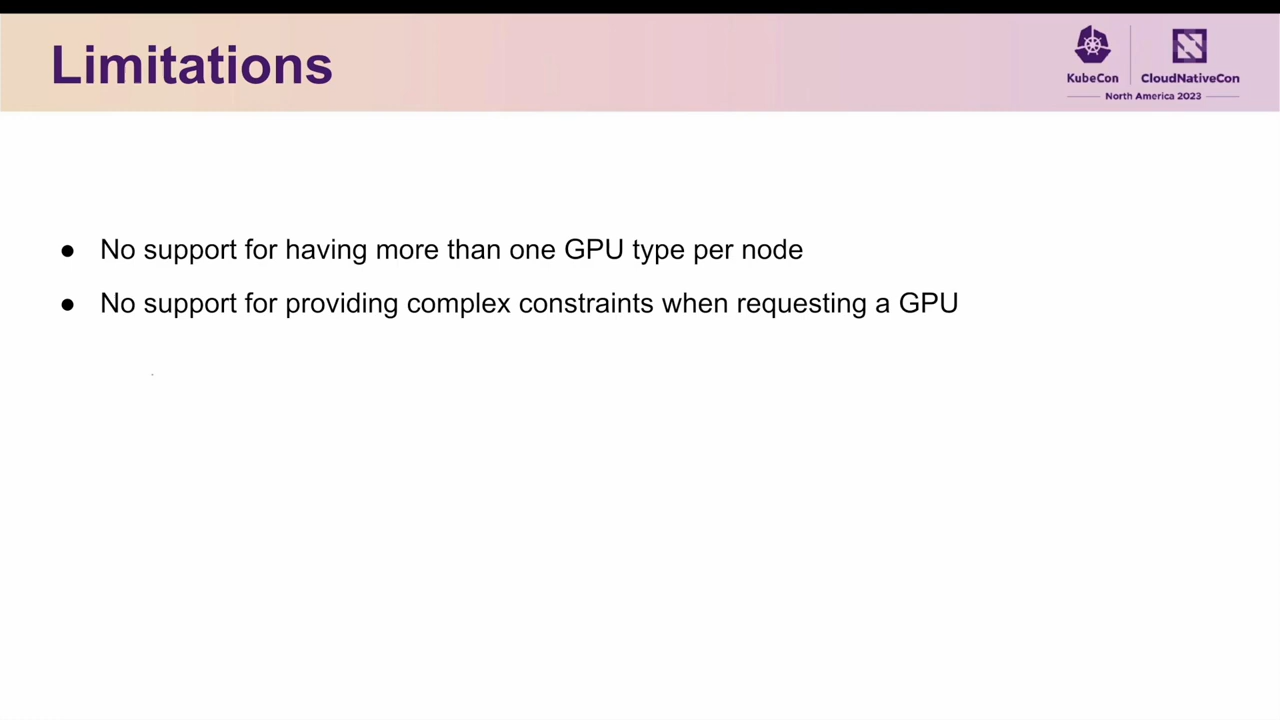 Limitations
KubeCon
CloudNativeCon
North America 2023
● No support for having more than one GPU type per node
● No support for providing complex constraints when requesting a GPU